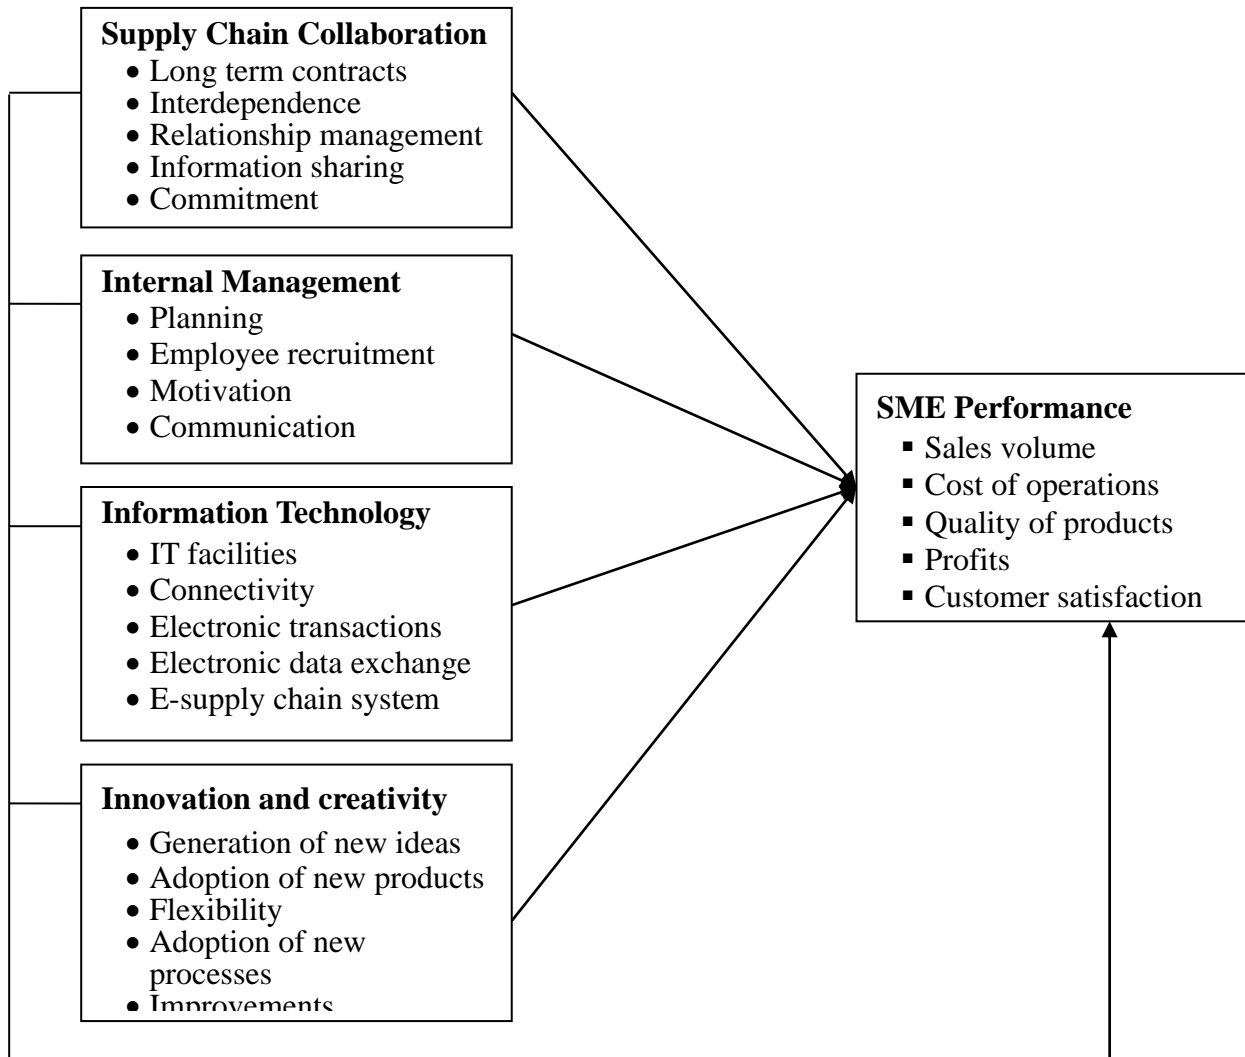 Supply Chain Collaboration
• Long term contracts
• Interdependence
• Relationship management
• Information sharing
• Commitment
Internal Management
• Planning
• Employee recruitment
• Motivation
• Communication
Information Technology
• IT facilities
• Connectivity
• Electronic transactions
• Electronic data exchange
• E-supply chain system
Innovation and creativity
• Generation of new ideas
• Adoption of new products
• Flexibility
• Adoption of new
processes
• Improvements
SME Performance
▪ Sales volume
▪ Cost of operations
▪ Quality of products
▪ Profits
▪ Customer satisfaction